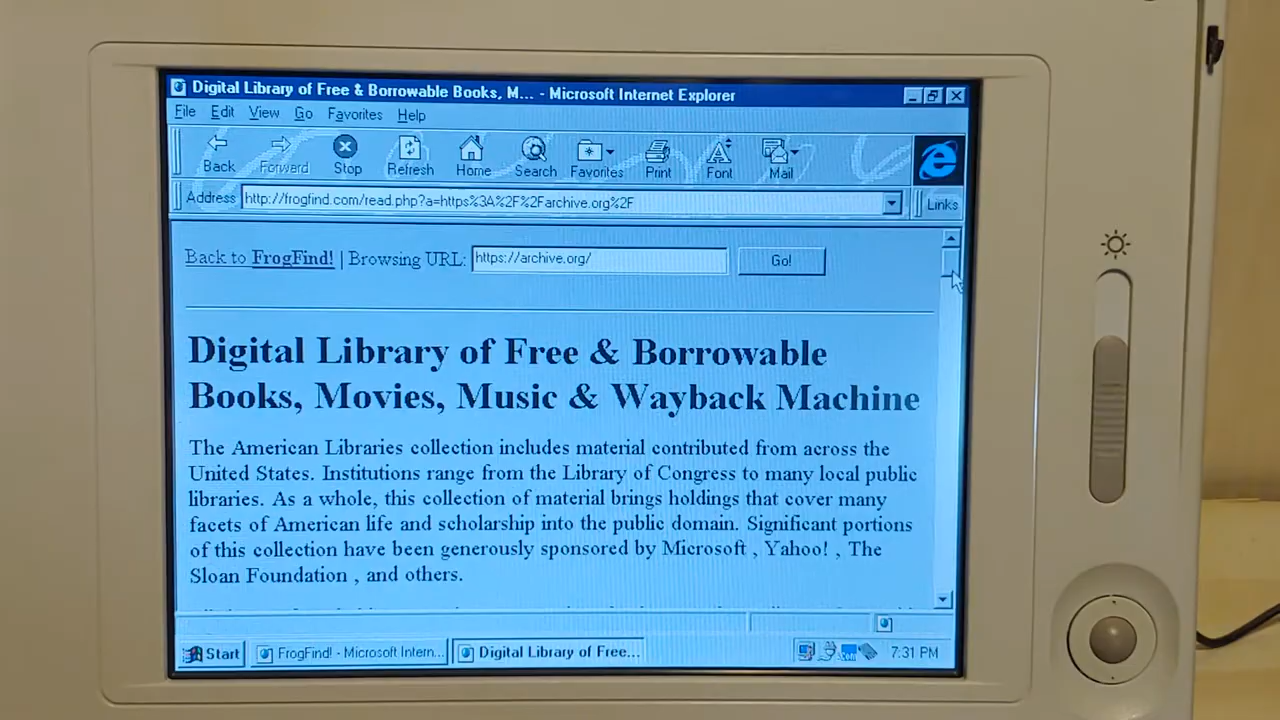 Digital Library of Free & Borrowable Books, M... - Microsoft Internet Explorer
File Edit View Go Favorites Help
Back Forward Stop Refresh Home Search Favorites Print Font Mail
Address http://frogfind.com/read.php?a=https%3A%2F%2Farchive.org%2F Links
Back to FrogFind! | Browsing URL: https://archive.org/ Go!
Digital Library of Free & Borrowable
Books, Movies, Music & Wayback Machine
The American Libraries collection includes material contributed from across the
United States. Institutions range from the Library of Congress to many local public
libraries. As a whole, this collection of material brings holdings that cover many
facets of American life and scholarship into the public domain. Significant portions
of this collection have been generously sponsored by Microsoft , Yahoo! , The
Sloan Foundation , and others.
Start FrogFind! - Microsoft Intern... Digital Library of Free... 7:31 PM